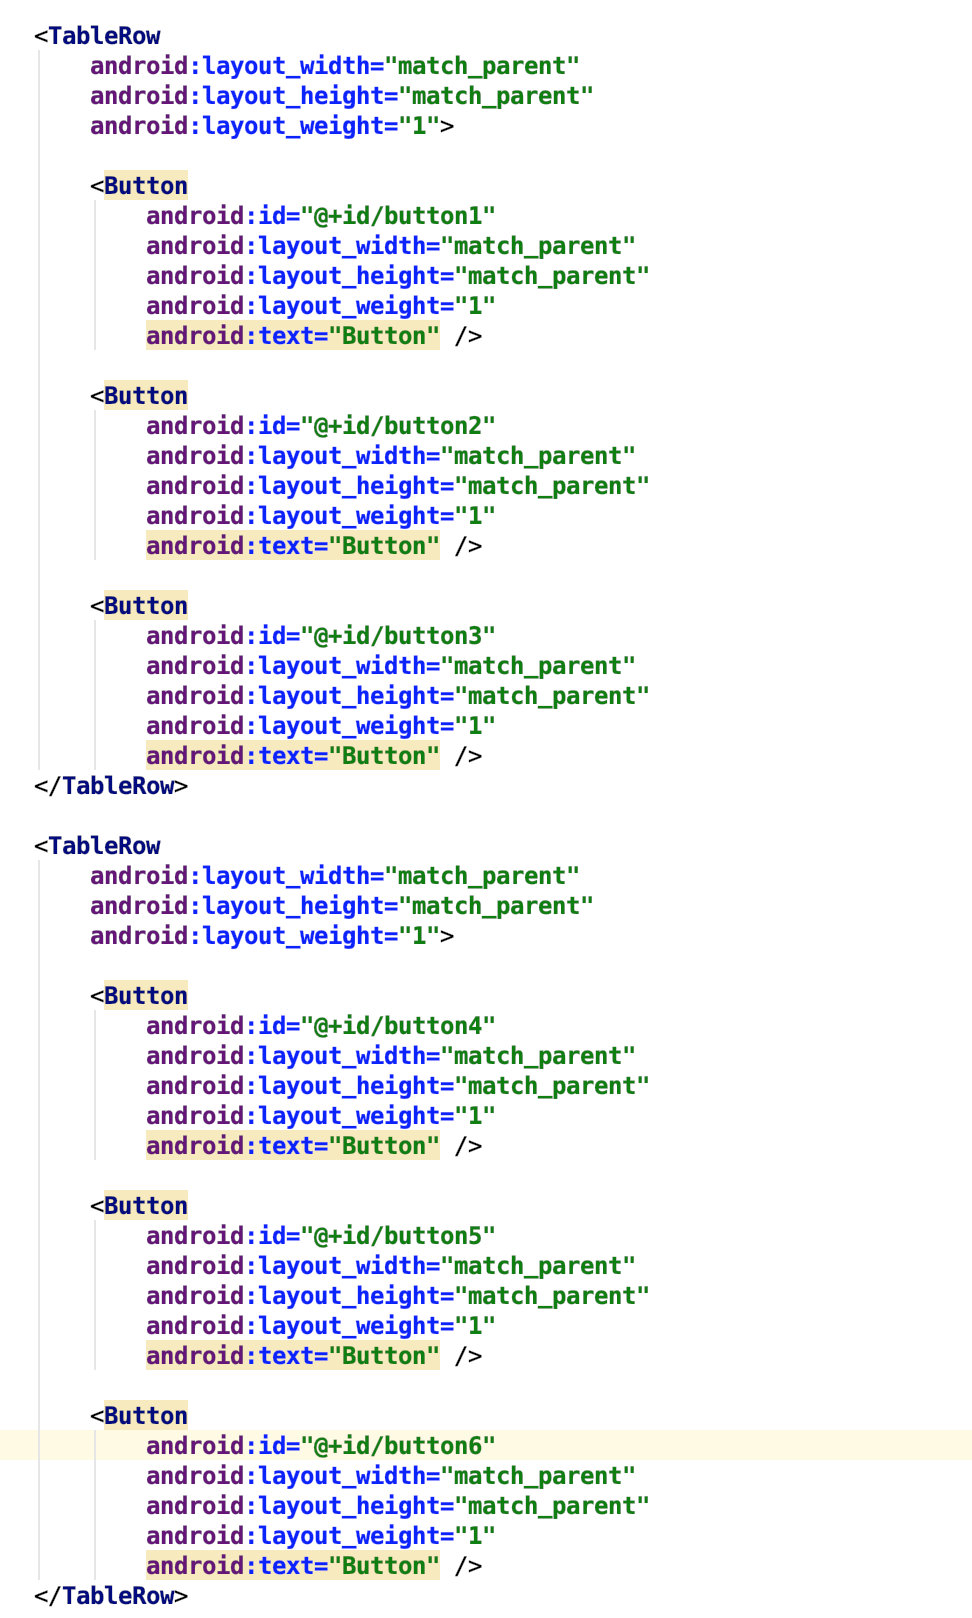 <TableRow
android:layout_width="match_parent"
android:layout_height="match_parent"
android:layout_weight="1">
<Button
android:id="@+id/button1"
android:layout_width="match_parent"
android:layout_height="match_parent"
android:layout_weight="1"
android:text="Button" />
<Button
android:id="@+id/button2"
android:layout_width="match_parent"
android:layout_height="match_parent"
android:layout_weight="1"
android:text="Button" />
<Button
android:id="@+id/button3"
android:layout_width="match_parent"
android:layout_height="match_parent"
android:layout_weight="1"
android:text="Button" />
</TableRow>
<TableRow
android:layout_width="match_parent"
android:layout_height="match_parent"
android:layout_weight="1">
<Button
android:id="@+id/button4"
android:layout_width="match_parent"
android:layout_height="match_parent"
android:layout_weight="1"
android:text="Button" />
<Button
android:id="@+id/button5"
android:layout_width="match_parent"
android:layout_height="match_parent"
android:layout_weight="1"
android:text="Button" />
<Button
android:id="@+id/button6"
android:layout_width="match_parent"
android:layout_height="match_parent"
android:layout_weight="1"
android:text="Button" />
</TableRow>